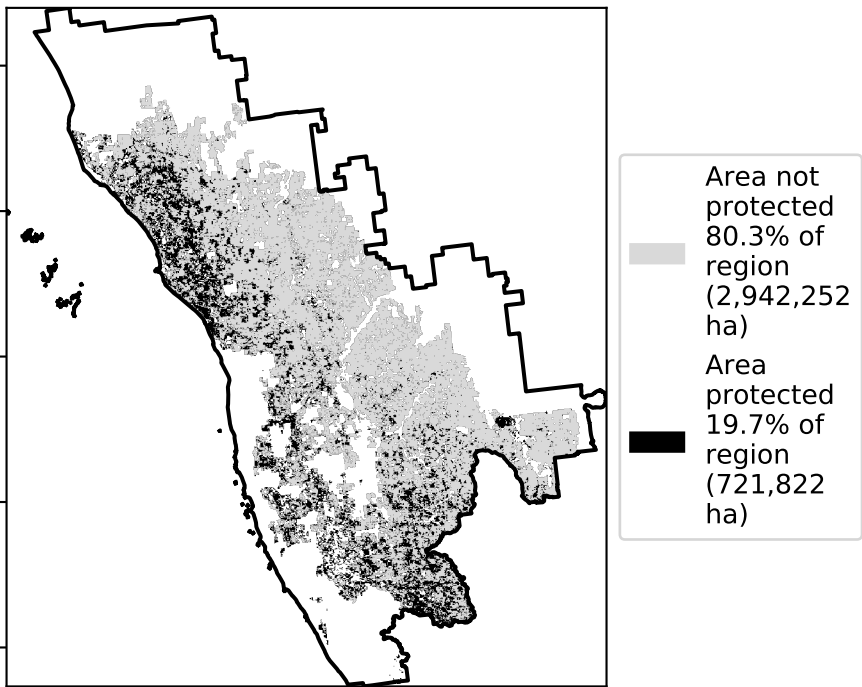 Area not
protected
80.3% of
region
(2,942,252
ha)
Area
protected
19.7% of
region
(721,822
ha)